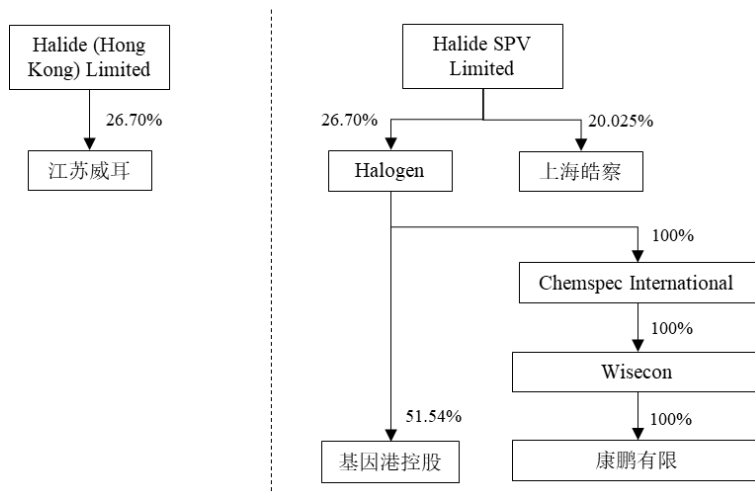 Halide (Hong
Kong) Limited
26.70%
江苏威耳
Halide SPV
Limited
26.70%
20.025%
Halogen
上海皓察
100%
Chemspec International
100%
Wisecon
51.54%
100%
基因港控股
康鹏有限